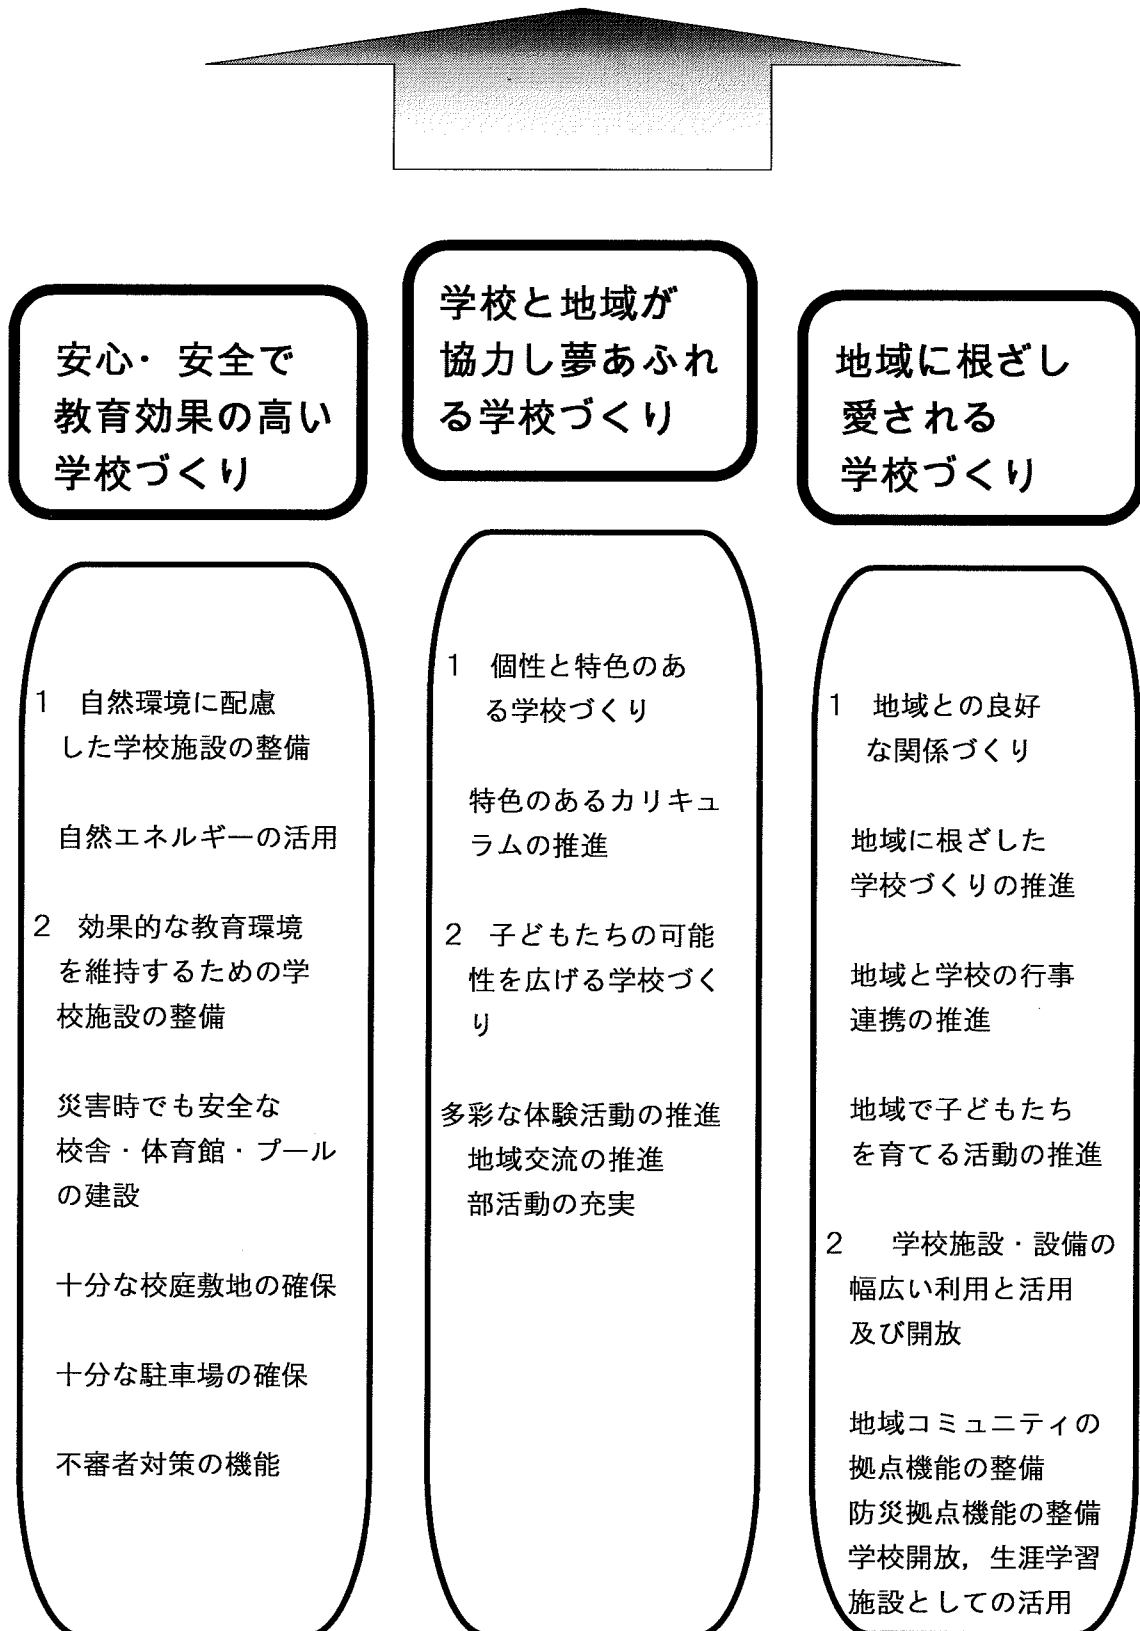 安心・安全で
教育効果の高い
学校づくり
1 自然環境に配慮
した学校施設の整備
自然エネルギーの活用
2 効果的な教育環境
を維持するための学
校施設の整備
災害時でも安全な
校舎・体育館・プール
の建設
十分な校庭敷地の確保
十分な駐車場の確保
不審者対策の機能
学校と地域が
協力し夢あふれ
る学校づくり
1 個性と特色のあ
る学校づくり
特色のあるカリキュ
ラムの推進
2 子どもたちの可能
性を広げる学校づく
り
多彩な体験活動の推進
地域交流の推進
部活動の充実
地域に根ざし
愛される
学校づくり
1 地域との良好
な関係づくり
地域に根ざした
学校づくりの推進
地域と学校の行事
連携の推進
地域で子どもたち
を育てる活動の推進
2 学校施設・設備の
幅広い利用と活用
及び開放
地域コミュニティの
拠点機能の整備
防災拠点機能の整備
学校開放，生涯学習
施設としての活用